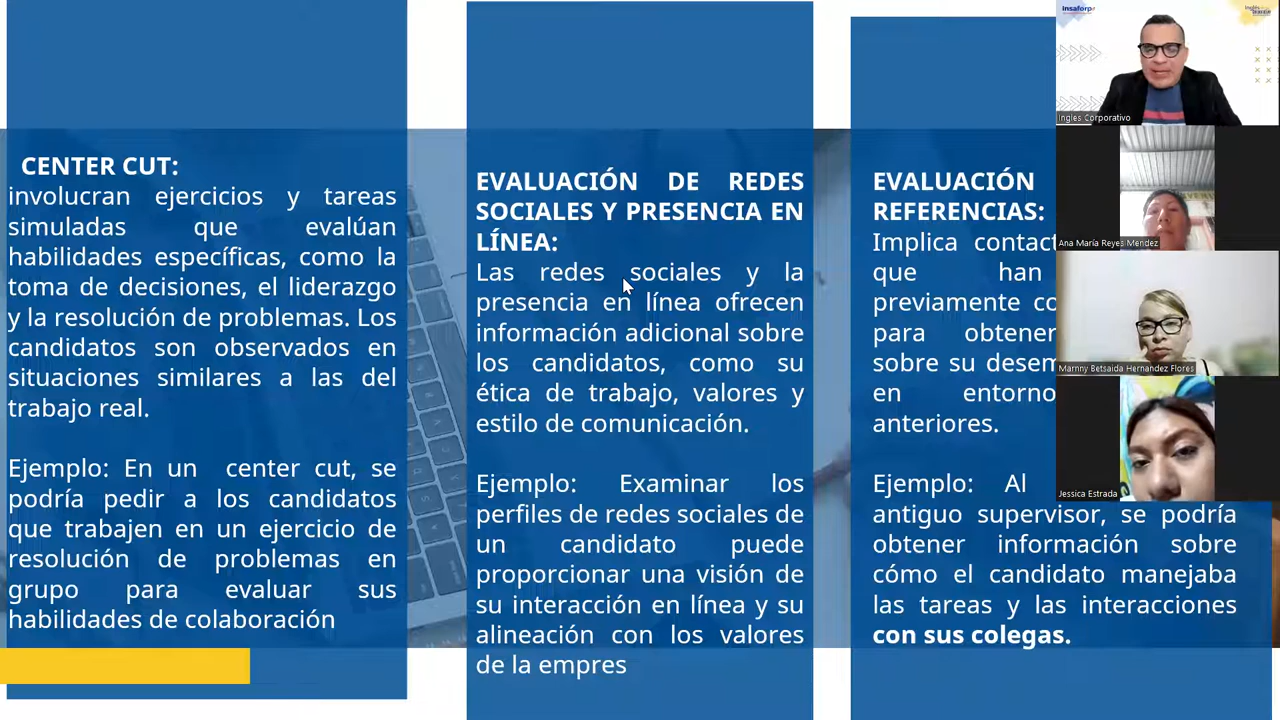 CENTER CUT:
involucran ejercicios y tareas
simuladas que evalúan
habilidades específicas, como la
toma de decisiones, el liderazgo
y la resolución de problemas. Los
candidatos son observados en
situaciones similares a las del
trabajo real.
Ejemplo: En un center cut, se
podría pedir a los candidatos
que trabajen en un ejercicio de
resolución de problemas en
grupo para evaluar sus
habilidades de colaboración
EVALUACIÓN DE REDES
SOCIALES Y PRESENCIA EN
LÍNEA:
Las redes sociales y la
presencia en línea ofrecen
información adicional sobre
los candidatos, como su
ética de trabajo, valores y
estilo de comunicación.
Ejemplo: Examinar los
perfiles de redes sociales de
un candidato puede
proporcionar una visión de
su interacción en línea y su
alineación con los valores
de la empres
EVALUACIÓN
REFERENCIAS:
Implica contact
que han
previamente co
para obtener
sobre su desem
en entorno
anteriores.
Ejemplo: Al
antiguo supervisor, se podría
obtener información sobre
cómo el candidato manejaba
las tareas y las interacciones
con sus colegas.
insaforp
Ingles Corporativo
Ana María Reyes Mendez
Marnny Betsaida Hernandez Flores
Jessica Estrada